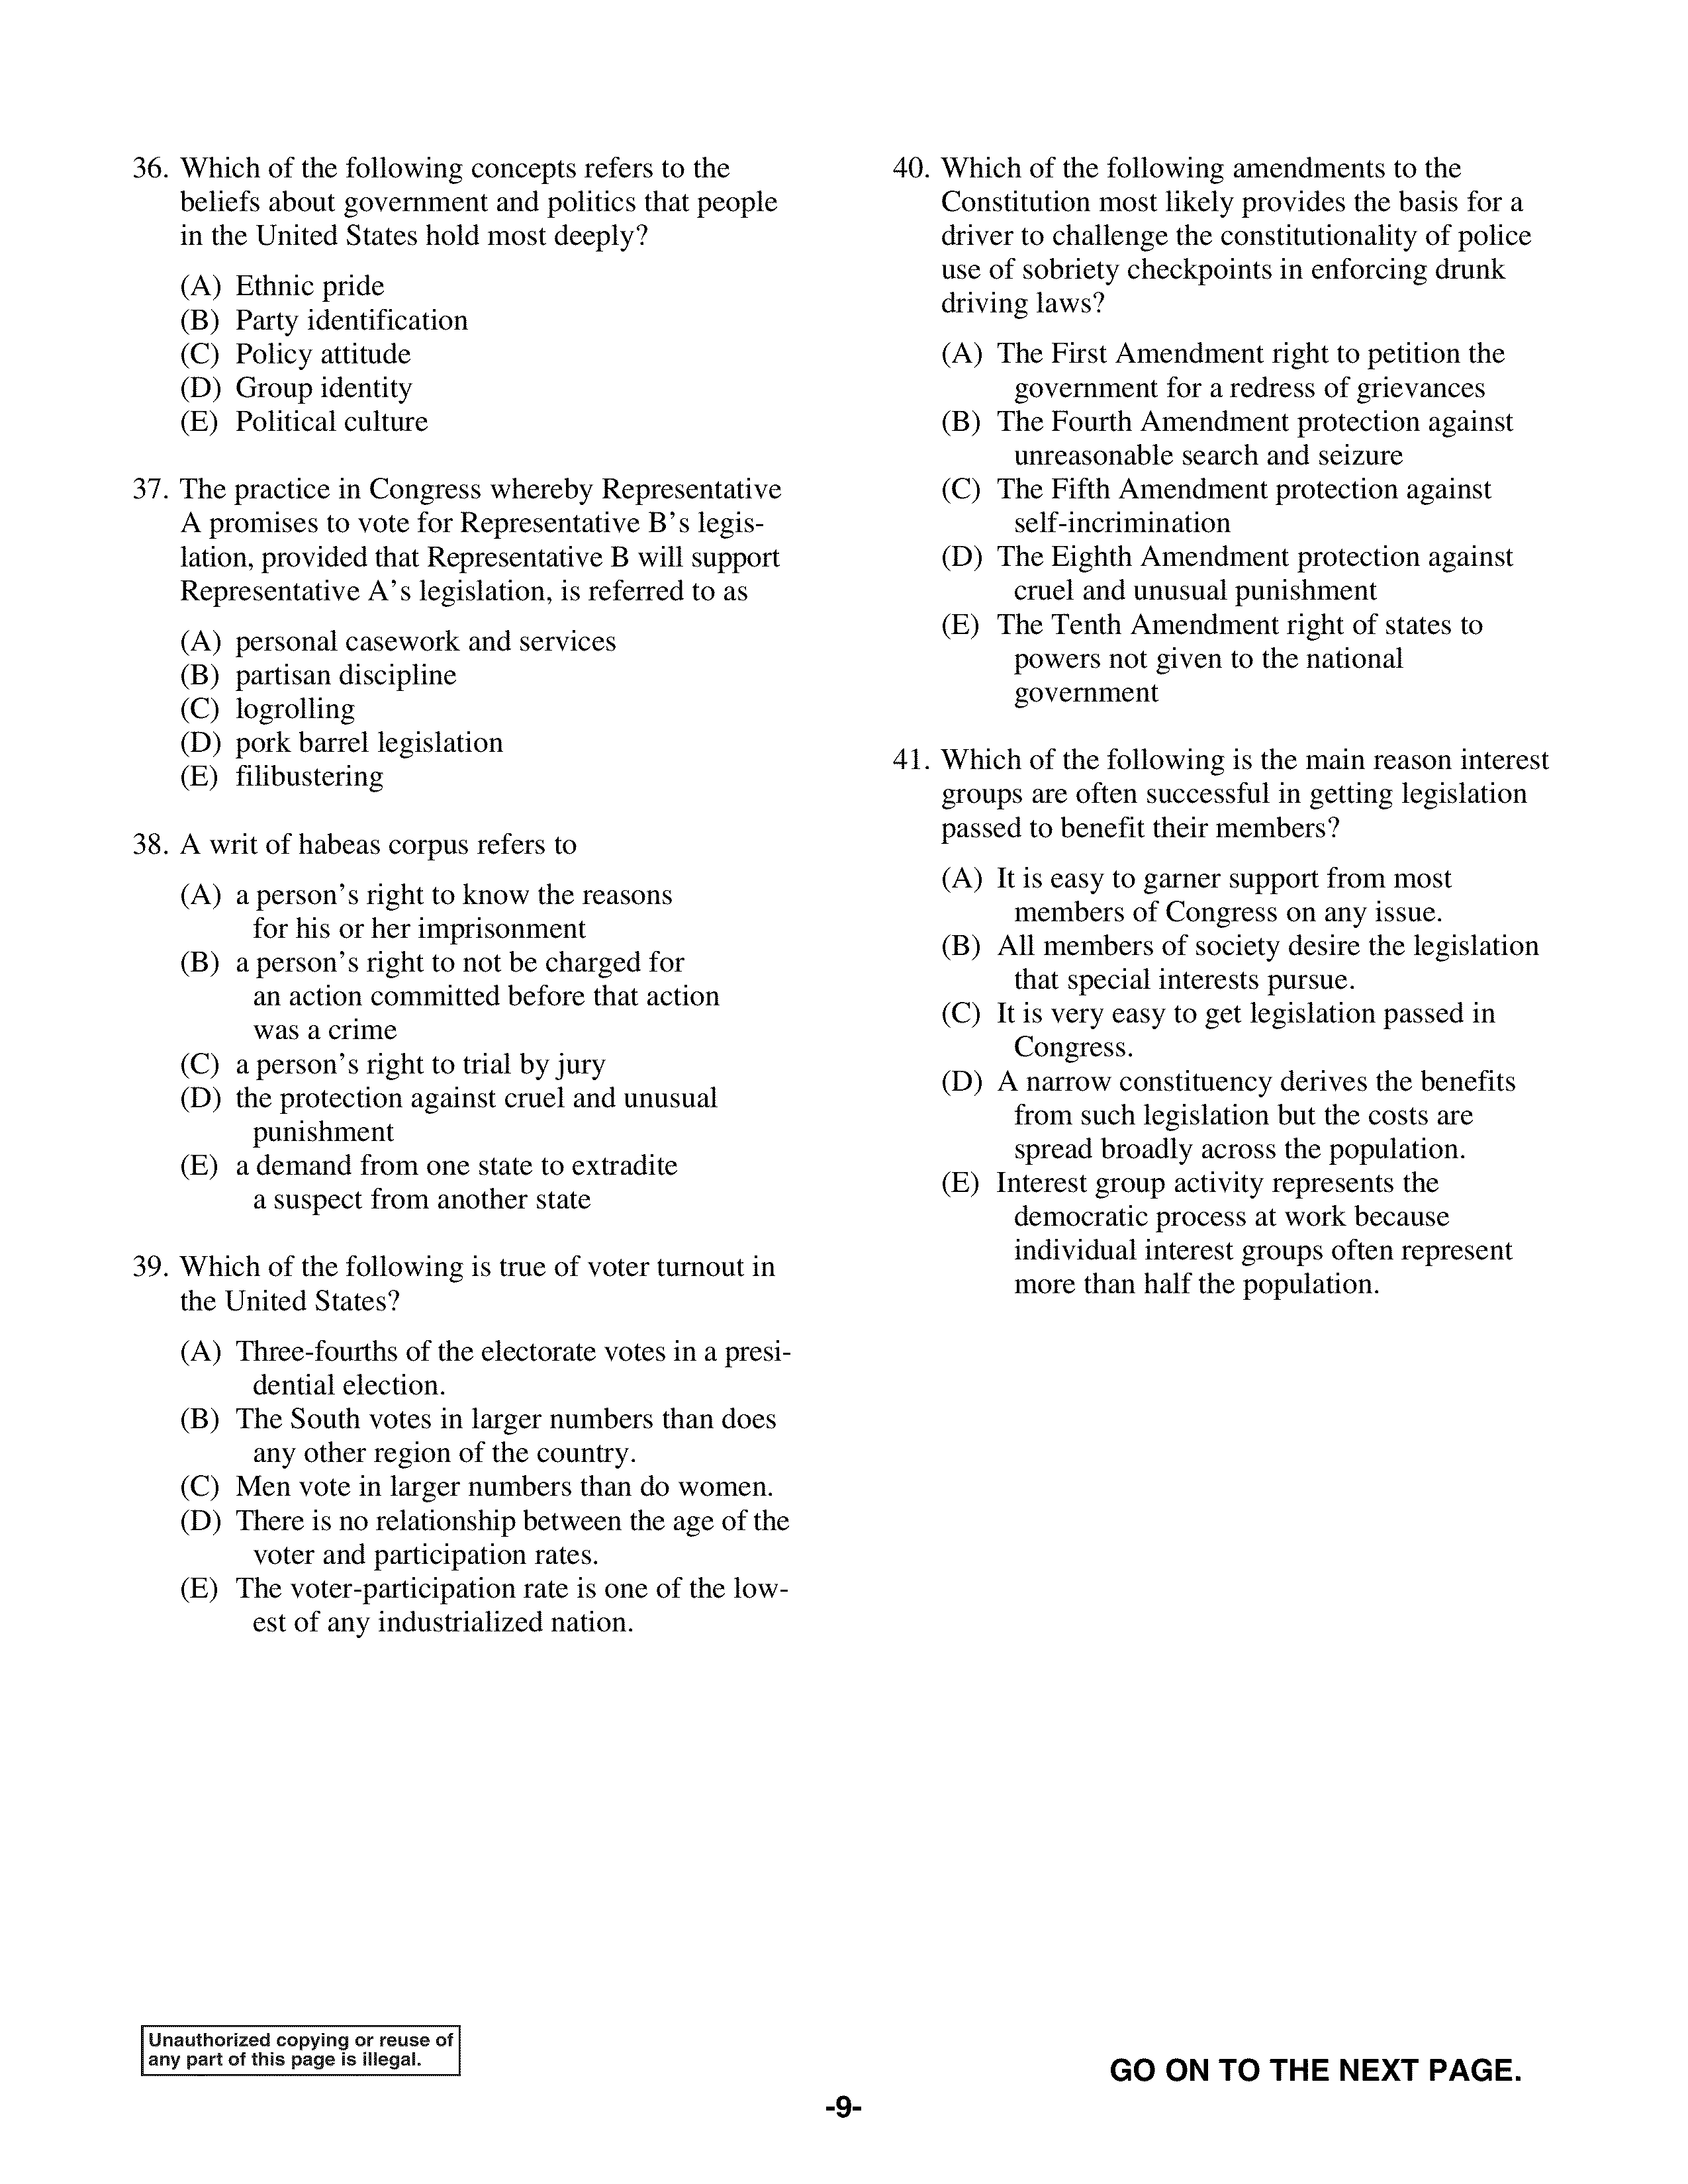 36. Which of the following concepts refers to the
beliefs about government and politics that people
in the United States hold most deeply?
(A) Ethnic pride
(B) Party identification
(C) Policy attitude
(D) Group identity
(E) Political culture
37. The practice in Congress whereby Representative
A promises to vote for Representative B's legis-
lation, provided that Representative B will support
Representative A's legislation, is referred to as
(A) personal casework and services
(B) partisan discipline
(C) logrolling
(D) pork barrel legislation
(E) filibustering
38. A writ of habeas corpus refers to
(A) a person's right to know the reasons
for his or her imprisonment
(B) a person's right to not be charged for
an action committed before that action
was a crime
(C) a person's right to trial by jury
(D) the protection against cruel and unusual
punishment
(E) a demand from one state to extradite
a suspect from another state
39. Which of the following is true of voter turnout in
the United States?
(A) Three-fourths of the electorate votes in a presi-
dential election.
(B) The South votes in larger numbers than does
any other region of the country.
(C) Men vote in larger numbers than do women.
(D) There is no relationship between the age of the
voter and participation rates.
(E) The voter-participation rate is one of the low-
est of any industrialized nation.
40. Which of the following amendments to the
Constitution most likely provides the basis for a
driver to challenge the constitutionality of police
use of sobriety checkpoints in enforcing drunk
driving laws?
(A) The First Amendment right to petition the
government for a redress of grievances
(B) The Fourth Amendment protection against
unreasonable search and seizure
(C) The Fifth Amendment protection against
self-incrimination
(D) The Eighth Amendment protection against
cruel and unusual punishment
(E) The Tenth Amendment right of states to
powers not given to the national
government
41. Which of the following is the main reason interest
groups are often successful in getting legislation
passed to benefit their members?
(A) It is easy to garner support from most
members of Congress on any issue.
(B) All members of society desire the legislation
that special interests pursue.
(C) It is very easy to get legislation passed in
Congress.
(D) A narrow constituency derives the benefits
from such legislation but the costs are
spread broadly across the population.
(E) Interest group activity represents the
democratic process at work because
individual interest groups often represent
more than half the population.
Unauthorized copying or reuse of
any part of this page is illegal.
GO ON TO THE NEXT PAGE.
-9-